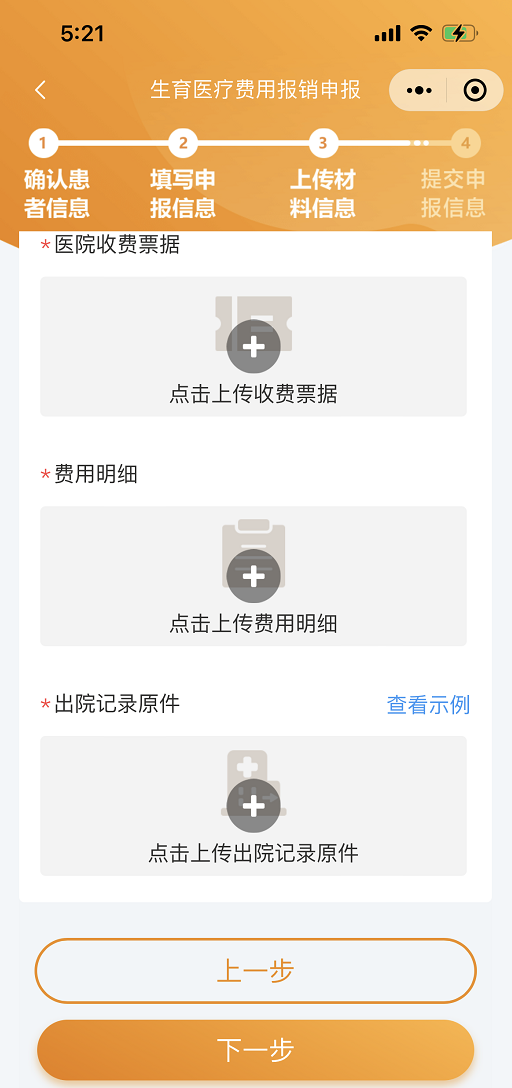 5:21
生育医疗费用报销申报
1
2
3
4
确认患
者信息
填写申
报信息
上传材
料信息
提交申
报信息
*医院收费票据
点击上传收费票据
*费用明细
点击上传费用明细
*出院记录原件
查看示例
点击上传出院记录原件
上一步
下一步